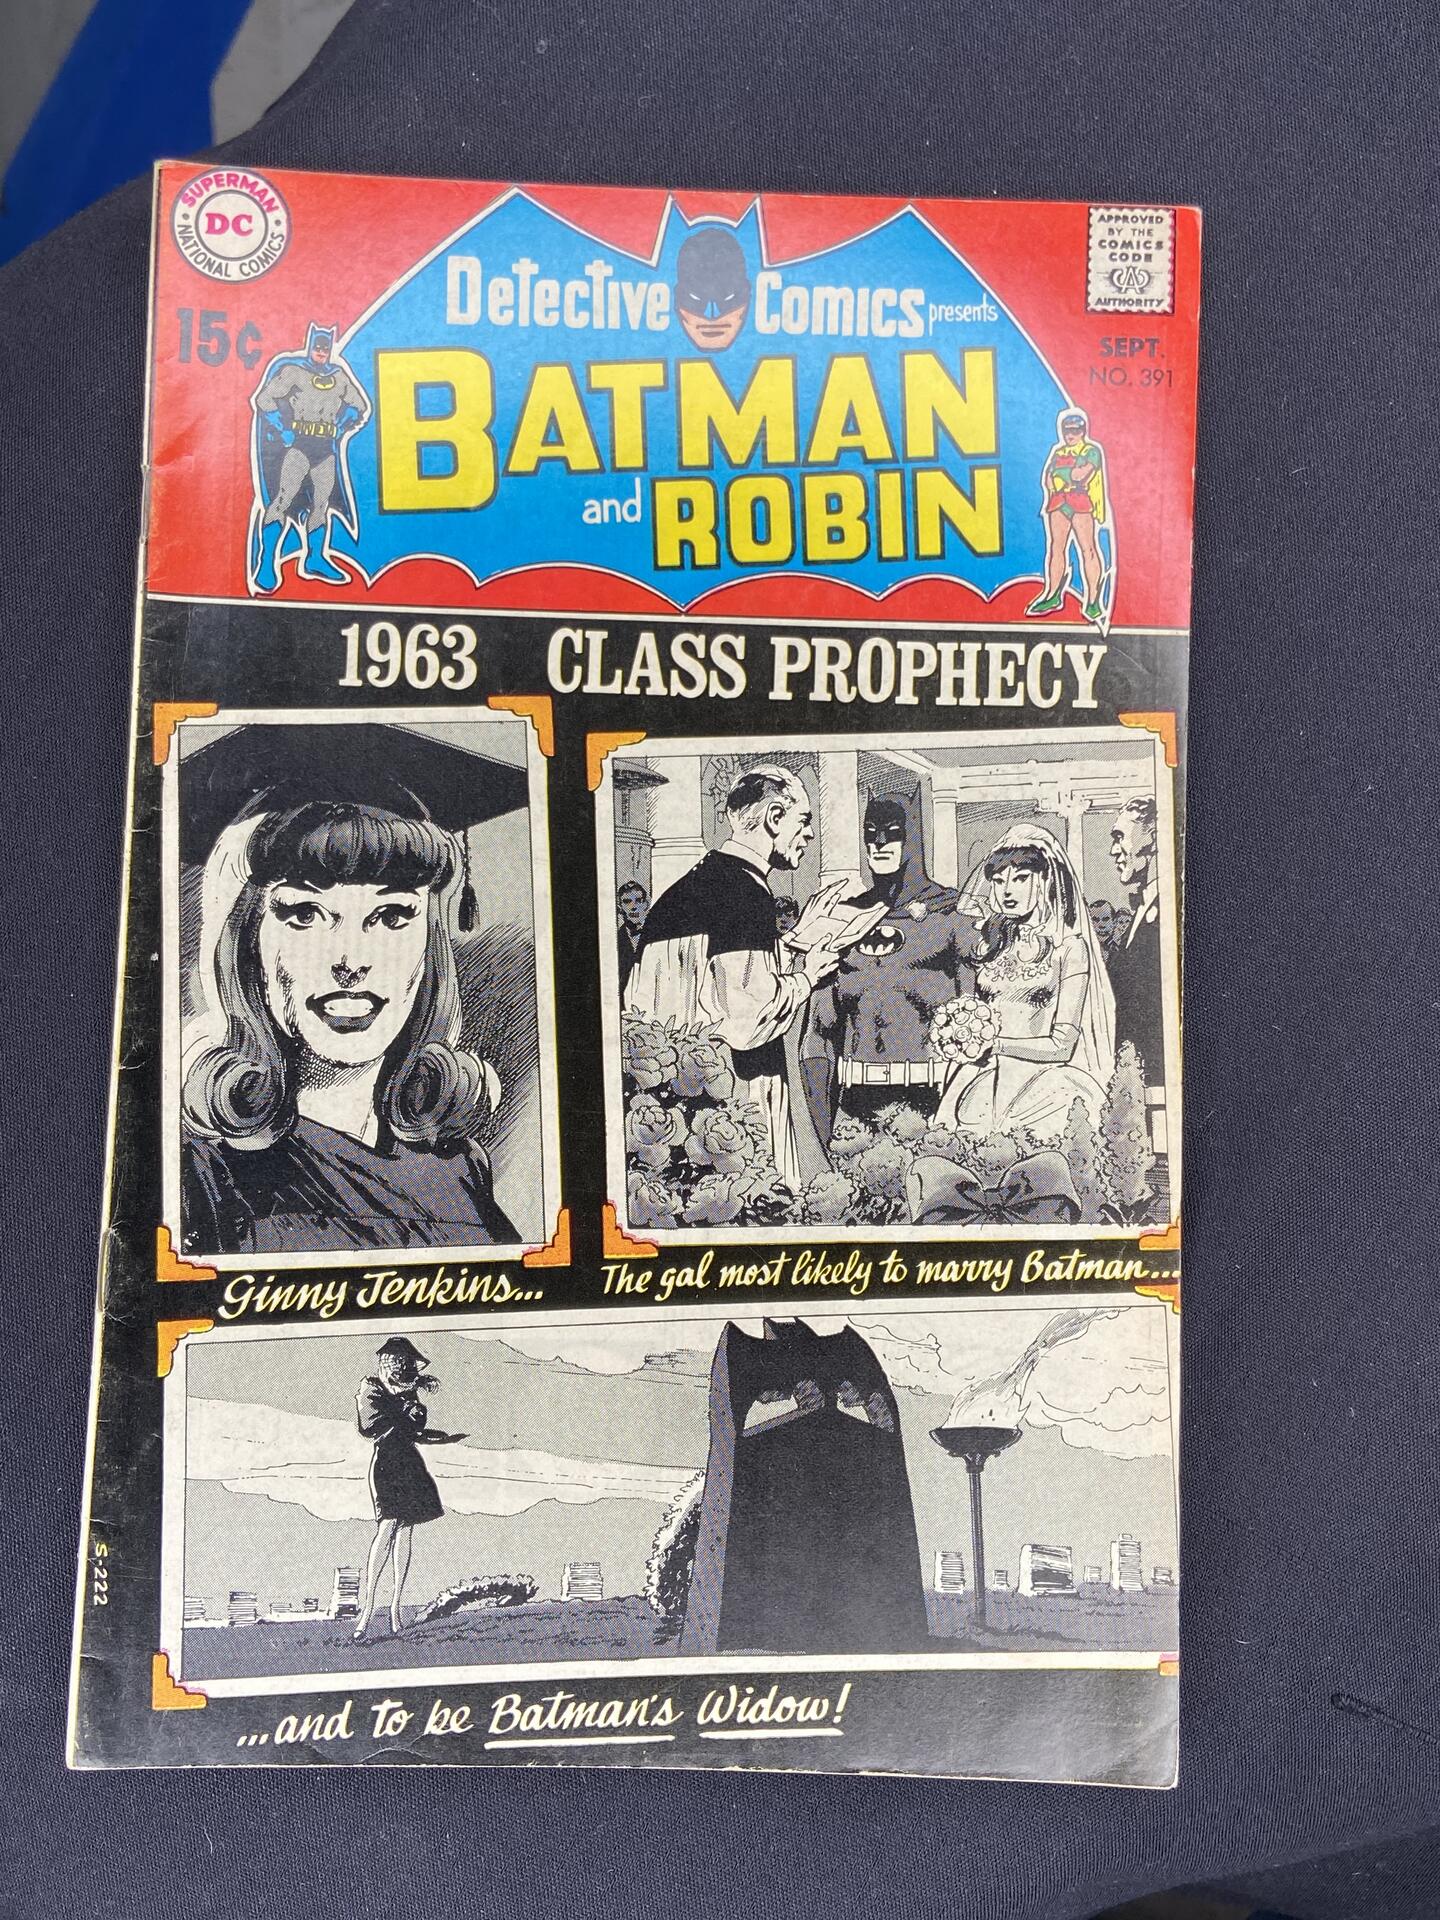 SUPERMAN
DC
NATIONAL COMICS
15¢
Detective Comics presents
BATMAN
and ROBIN
APPROVED
BY THE
COMICS
CODE
CA
AUTHORITY
SEPT.
NO. 391
1963 CLASS PROPHECY
Ginny Jenkins...
The gal most likely to marry Batman...
S-222
...and to be Batman's Widow!